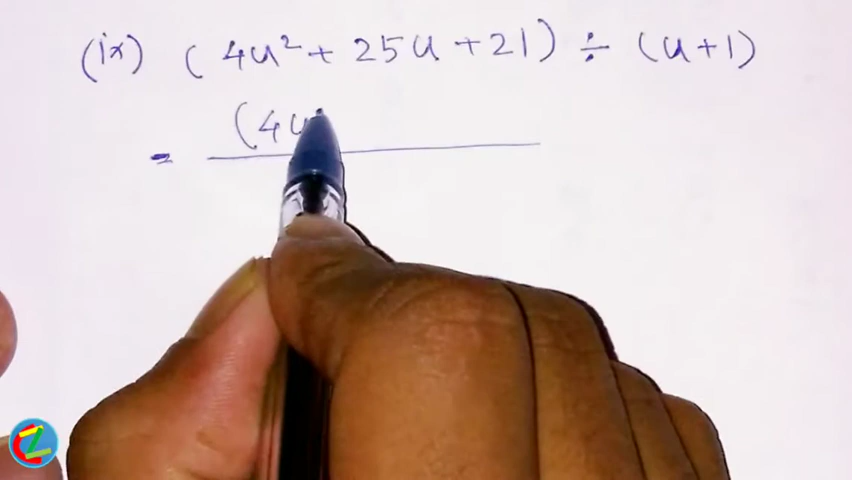 (ix) (4u² + 25u + 21) ÷ (u+1)
= (4u